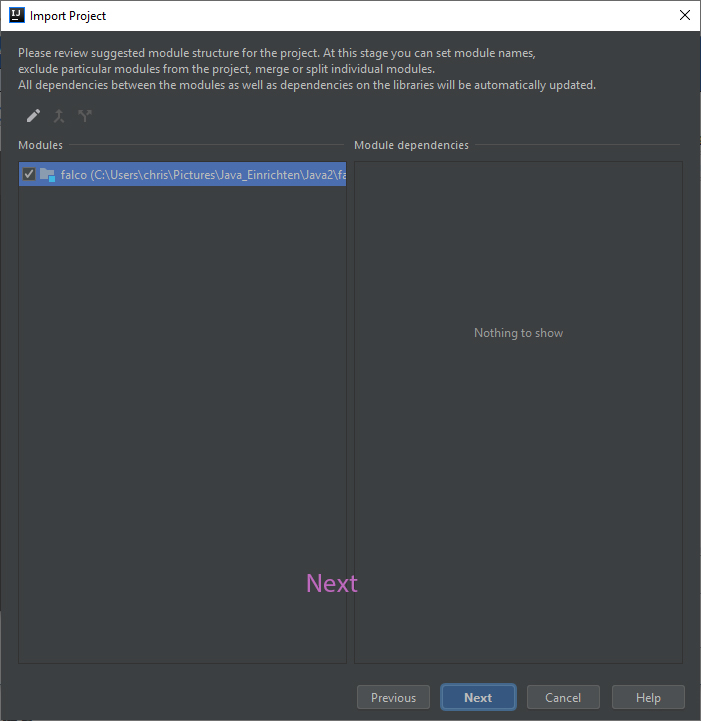 Import Project
Please review suggested module structure for the project. At this stage you can set module names,
exclude particular modules from the project, merge or split individual modules.
All dependencies between the modules as well as dependencies on the libraries will be automatically updated.
Modules
Module dependencies
falco (C:\Users\chris\Pictures\Java_Einrichten\Java2\fa
Nothing to show
Next
Previous
Next
Cancel
Help